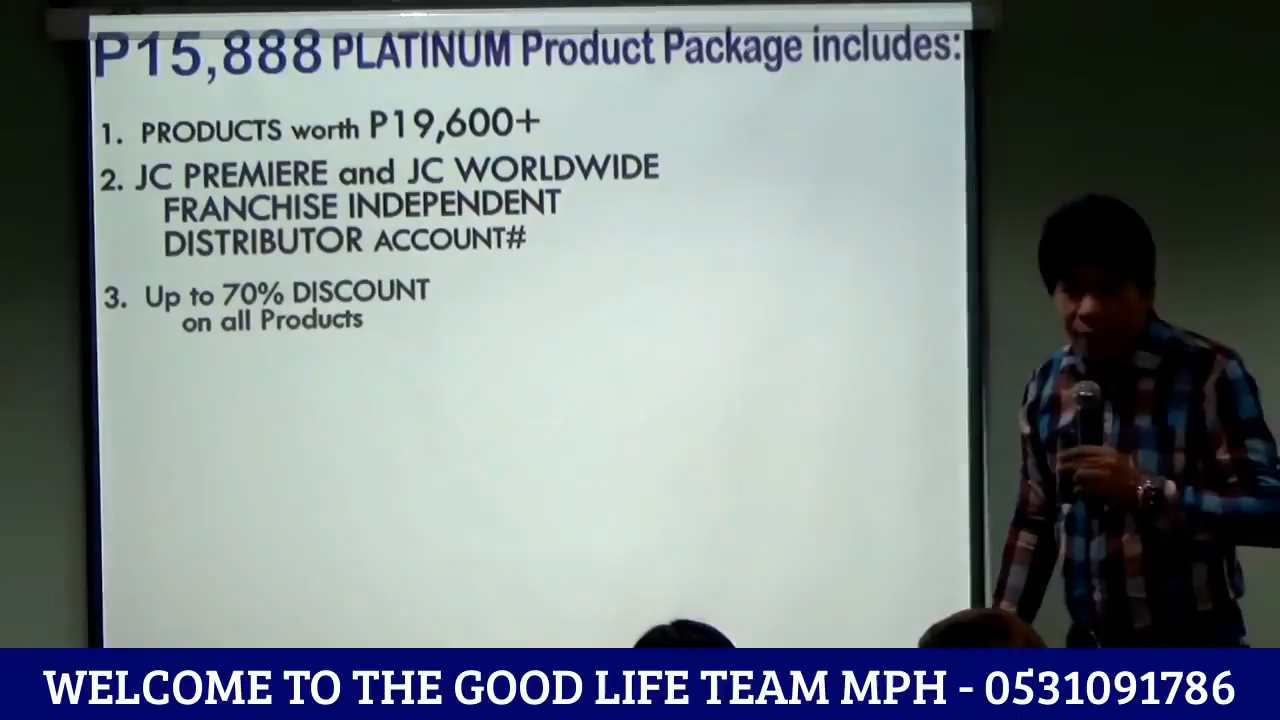 P15,888 PLATINUM Product Package includes:
1. PRODUCTS worth P19,600+
2. JC PREMIERE and JC WORLDWIDE
FRANCHISE INDEPENDENT
DISTRIBUTOR ACCOUNT#
3. Up to 70% DISCOUNT
on all Products
WELCOME TO THE GOOD LIFE TEAM MPH - 0531091786